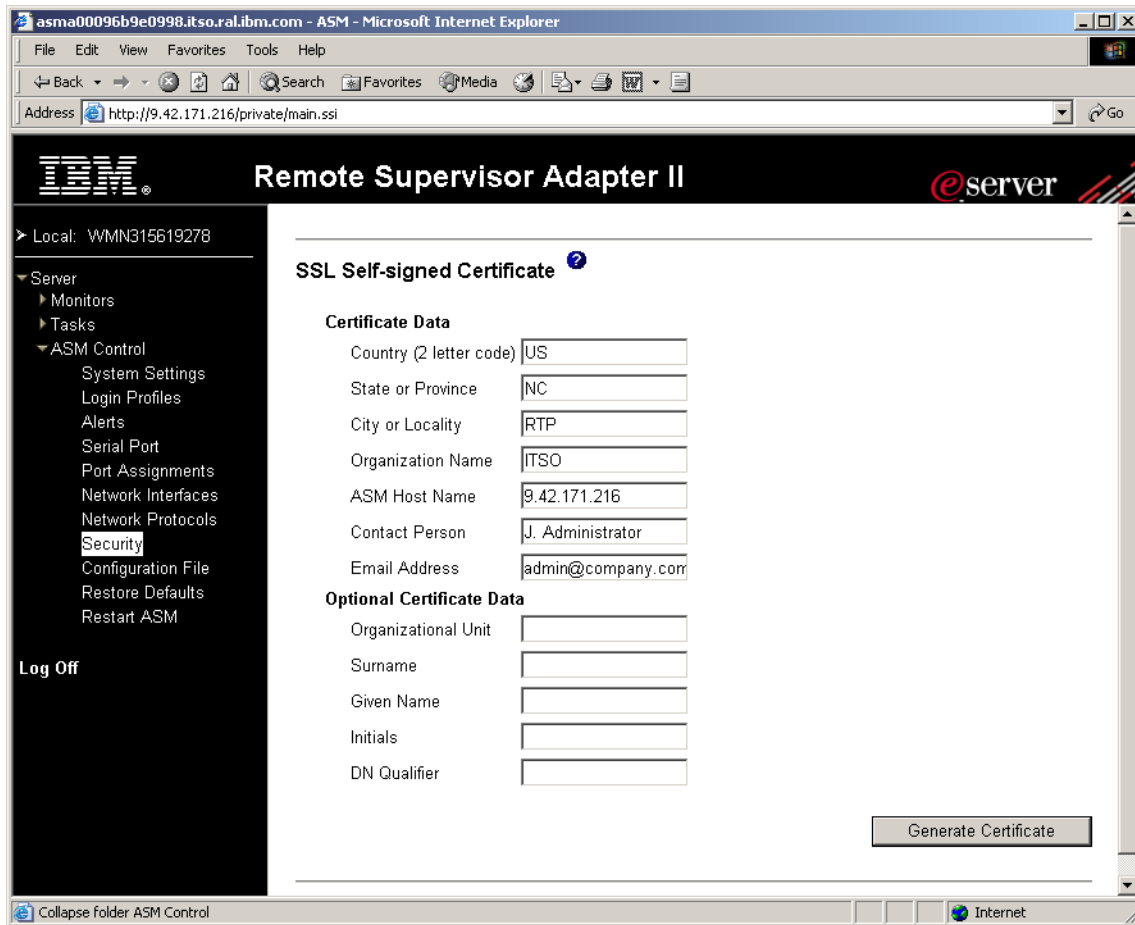 asma00096b9e0998.itso.ral.ibm.com - ASM - Microsoft Internet Explorer
File Edit View Favorites Tools Help
Back Search Favorites Media
Address http://9.42.171.216/private/main.ssi Go
IBM® Remote Supervisor Adapter II eserver
Local: WMN315619278
Server
Monitors
Tasks
ASM Control
System Settings
Login Profiles
Alerts
Serial Port
Port Assignments
Network Interfaces
Network Protocols
Security
Configuration File
Restore Defaults
Restart ASM
Log Off
SSL Self-signed Certificate ?
Certificate Data
Country (2 letter code) US
State or Province NC
City or Locality RTP
Organization Name ITSO
ASM Host Name 9.42.171.216
Contact Person J. Administrator
Email Address admin@company.com
Optional Certificate Data
Organizational Unit
Surname
Given Name
Initials
DN Qualifier
Generate Certificate
Collapse folder ASM Control Internet